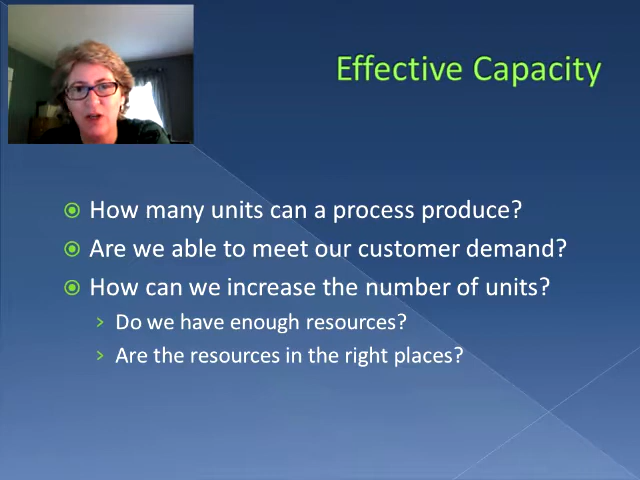 Effective Capacity
How many units can a process produce?
Are we able to meet our customer demand?
How can we increase the number of units?
Do we have enough resources?
Are the resources in the right places?